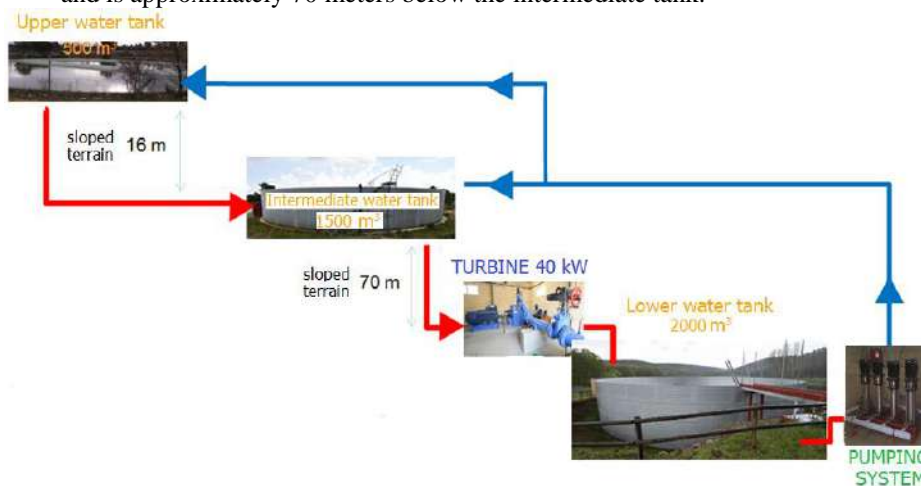 and is approximately 70 meters below the intermediate tank.
Upper water tank
500 m³
sloped
terrain
16 m
Intermediate water tank
1500 m³
sloped
terrain
70 m
TURBINE 40 kW
Lower water tank
2000 m³
PUMPING
SYSTEM